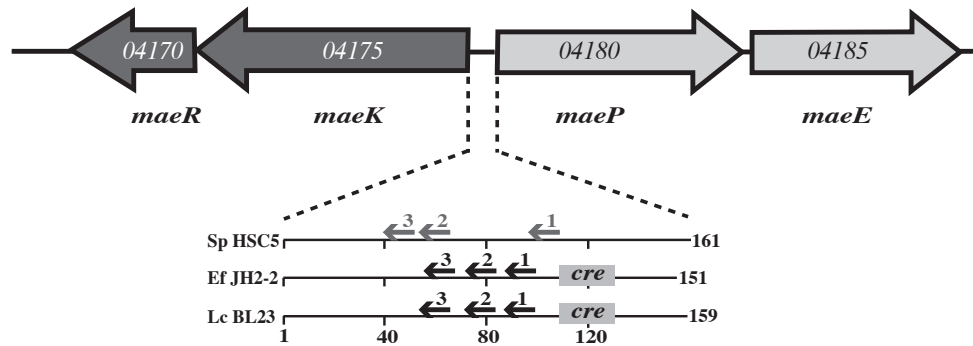 04170 04175 04180 04185
maeR maeK maeP maeE
3 2 1
Sp HSC5 161
3 2 1 cre
Ef JH2-2 151
3 2 1 cre
Lc BL23 159
1 40 80 120